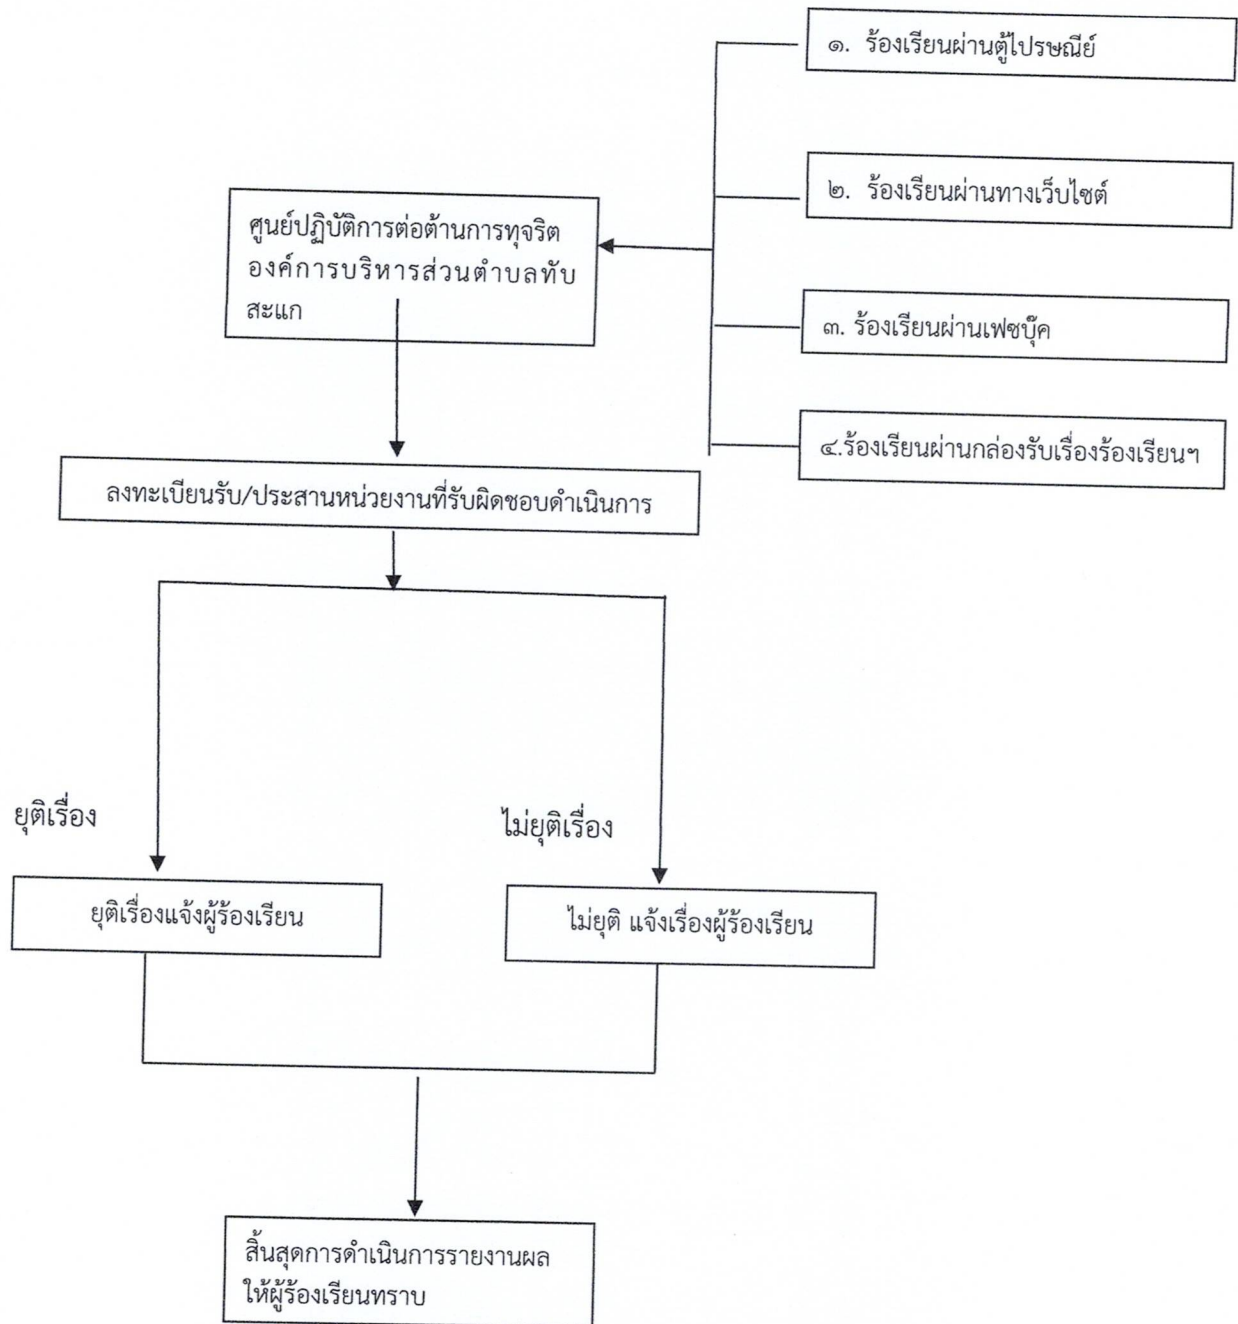 ๑. ร้องเรียนผ่านตู้ไปรษณีย์
๒. ร้องเรียนผ่านทางเว็บไซต์
ศูนย์ปฏิบัติการต่อต้านการทุจริต
องค์การบริหารส่วนตำบลทับ
สะแก
๓. ร้องเรียนผ่านเฟซบุ๊ค
๔.ร้องเรียนผ่านกล่องรับเรื่องร้องเรียนฯ
ลงทะเบียนรับ/ประสานหน่วยงานที่รับผิดชอบดำเนินการ
ยุติเรื่อง
ไม่ยุติเรื่อง
ยุติเรื่องแจ้งผู้ร้องเรียน
ไม่ยุติ แจ้งเรื่องผู้ร้องเรียน
สิ้นสุดการดำเนินการรายงานผล
ให้ผู้ร้องเรียนทราบ